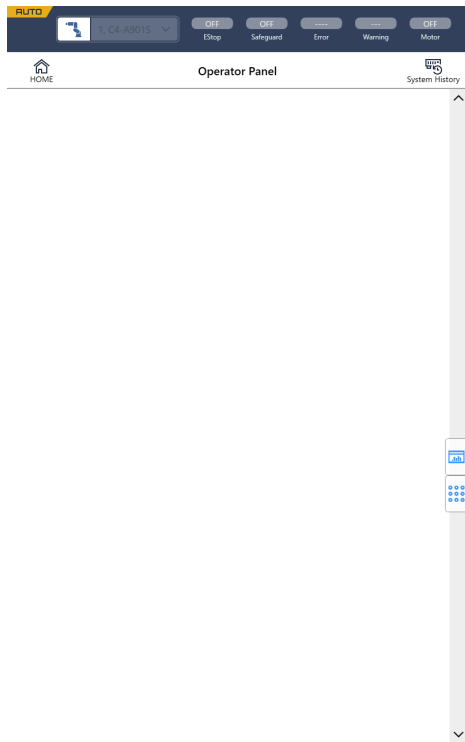 AUTO
1, C4-A901S
OFF OFF ---- --- OFF
EStop Safeguard Error Warning Motor
HOME Operator Panel System History